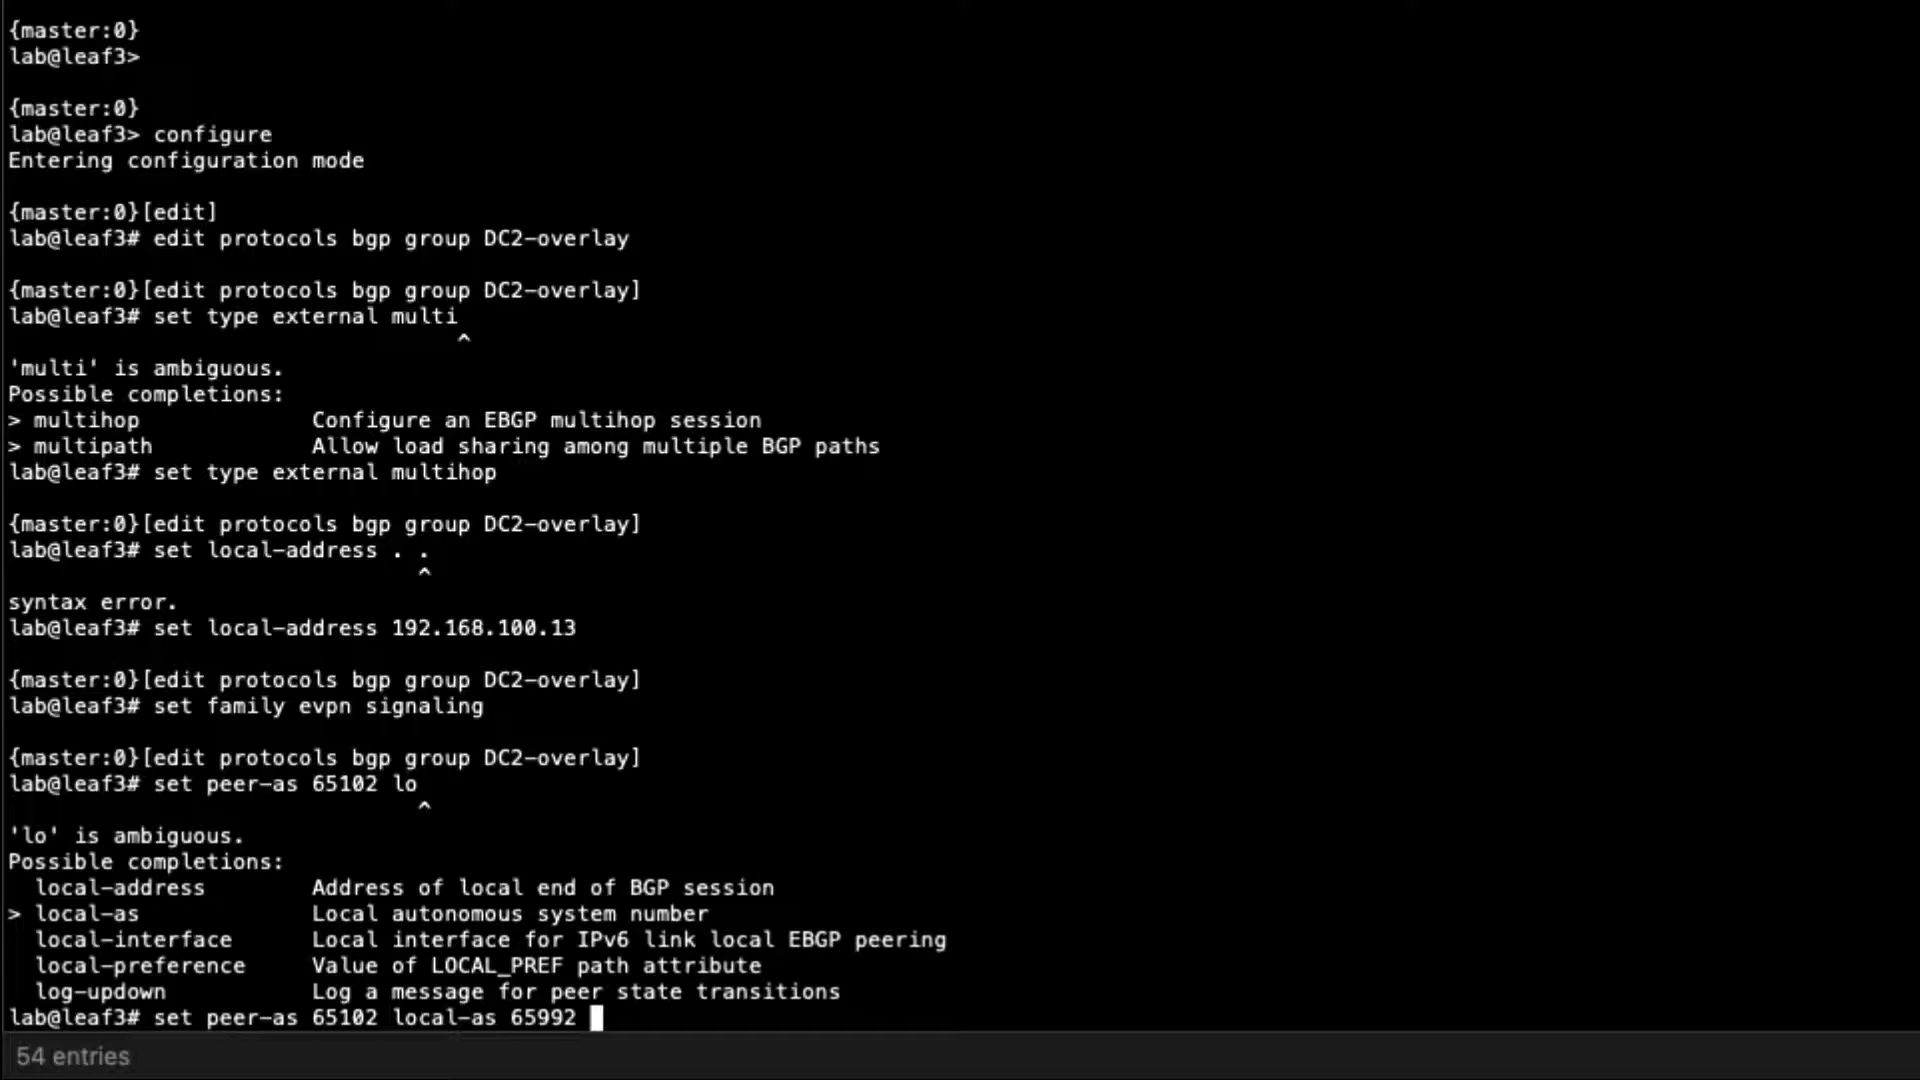 {master:0}
lab@leaf3>
{master:0}
lab@leaf3> configure
Entering configuration mode
{master:0}[edit]
lab@leaf3# edit protocols bgp group DC2-overlay
{master:0}[edit protocols bgp group DC2-overlay]
lab@leaf3# set type external multi
^
'multi' is ambiguous.
Possible completions:
> multihop             Configure an EBGP multihop session
> multipath            Allow load sharing among multiple BGP paths
lab@leaf3# set type external multihop
{master:0}[edit protocols bgp group DC2-overlay]
lab@leaf3# set local-address . .
^
syntax error.
lab@leaf3# set local-address 192.168.100.13
{master:0}[edit protocols bgp group DC2-overlay]
lab@leaf3# set family evpn signaling
{master:0}[edit protocols bgp group DC2-overlay]
lab@leaf3# set peer-as 65102 lo
^
'lo' is ambiguous.
Possible completions:
local-address        Address of local end of BGP session
> local-as             Local autonomous system number
local-interface      Local interface for IPv6 link local EBGP peering
local-preference     Value of LOCAL_PREF path attribute
log-updown           Log a message for peer state transitions
lab@leaf3# set peer-as 65102 local-as 65992
54 entries